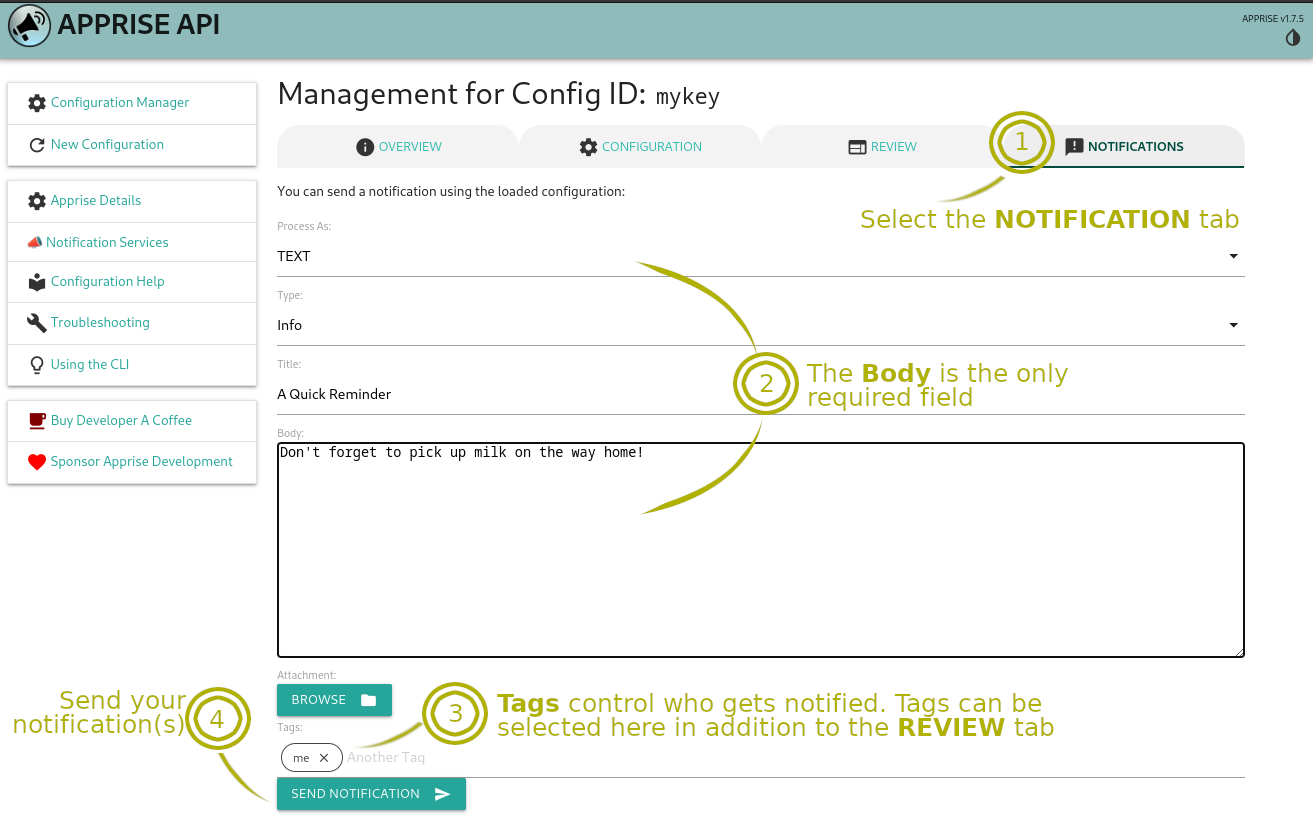 APPRISE API
APPRISE v1.7.5
Configuration Manager
New Configuration
Apprise Details
Notification Services
Configuration Help
Troubleshooting
Using the CLI
Buy Developer A Coffee
Sponsor Apprise Development
Management for Config ID: mykey
OVERVIEW
CONFIGURATION
REVIEW
1
NOTIFICATIONS
You can send a notification using the loaded configuration:
Select the NOTIFICATION tab
Process As:
TEXT
Type:
Info
Title:
A Quick Reminder
2
The Body is the only
required field
Body:
Don't forget to pick up milk on the way home!
Attachment:
BROWSE
3
Tags control who gets notified. Tags can be
selected here in addition to the REVIEW tab
Tags:
me
Another Tag
Send your
notification(s)
4
SEND NOTIFICATION